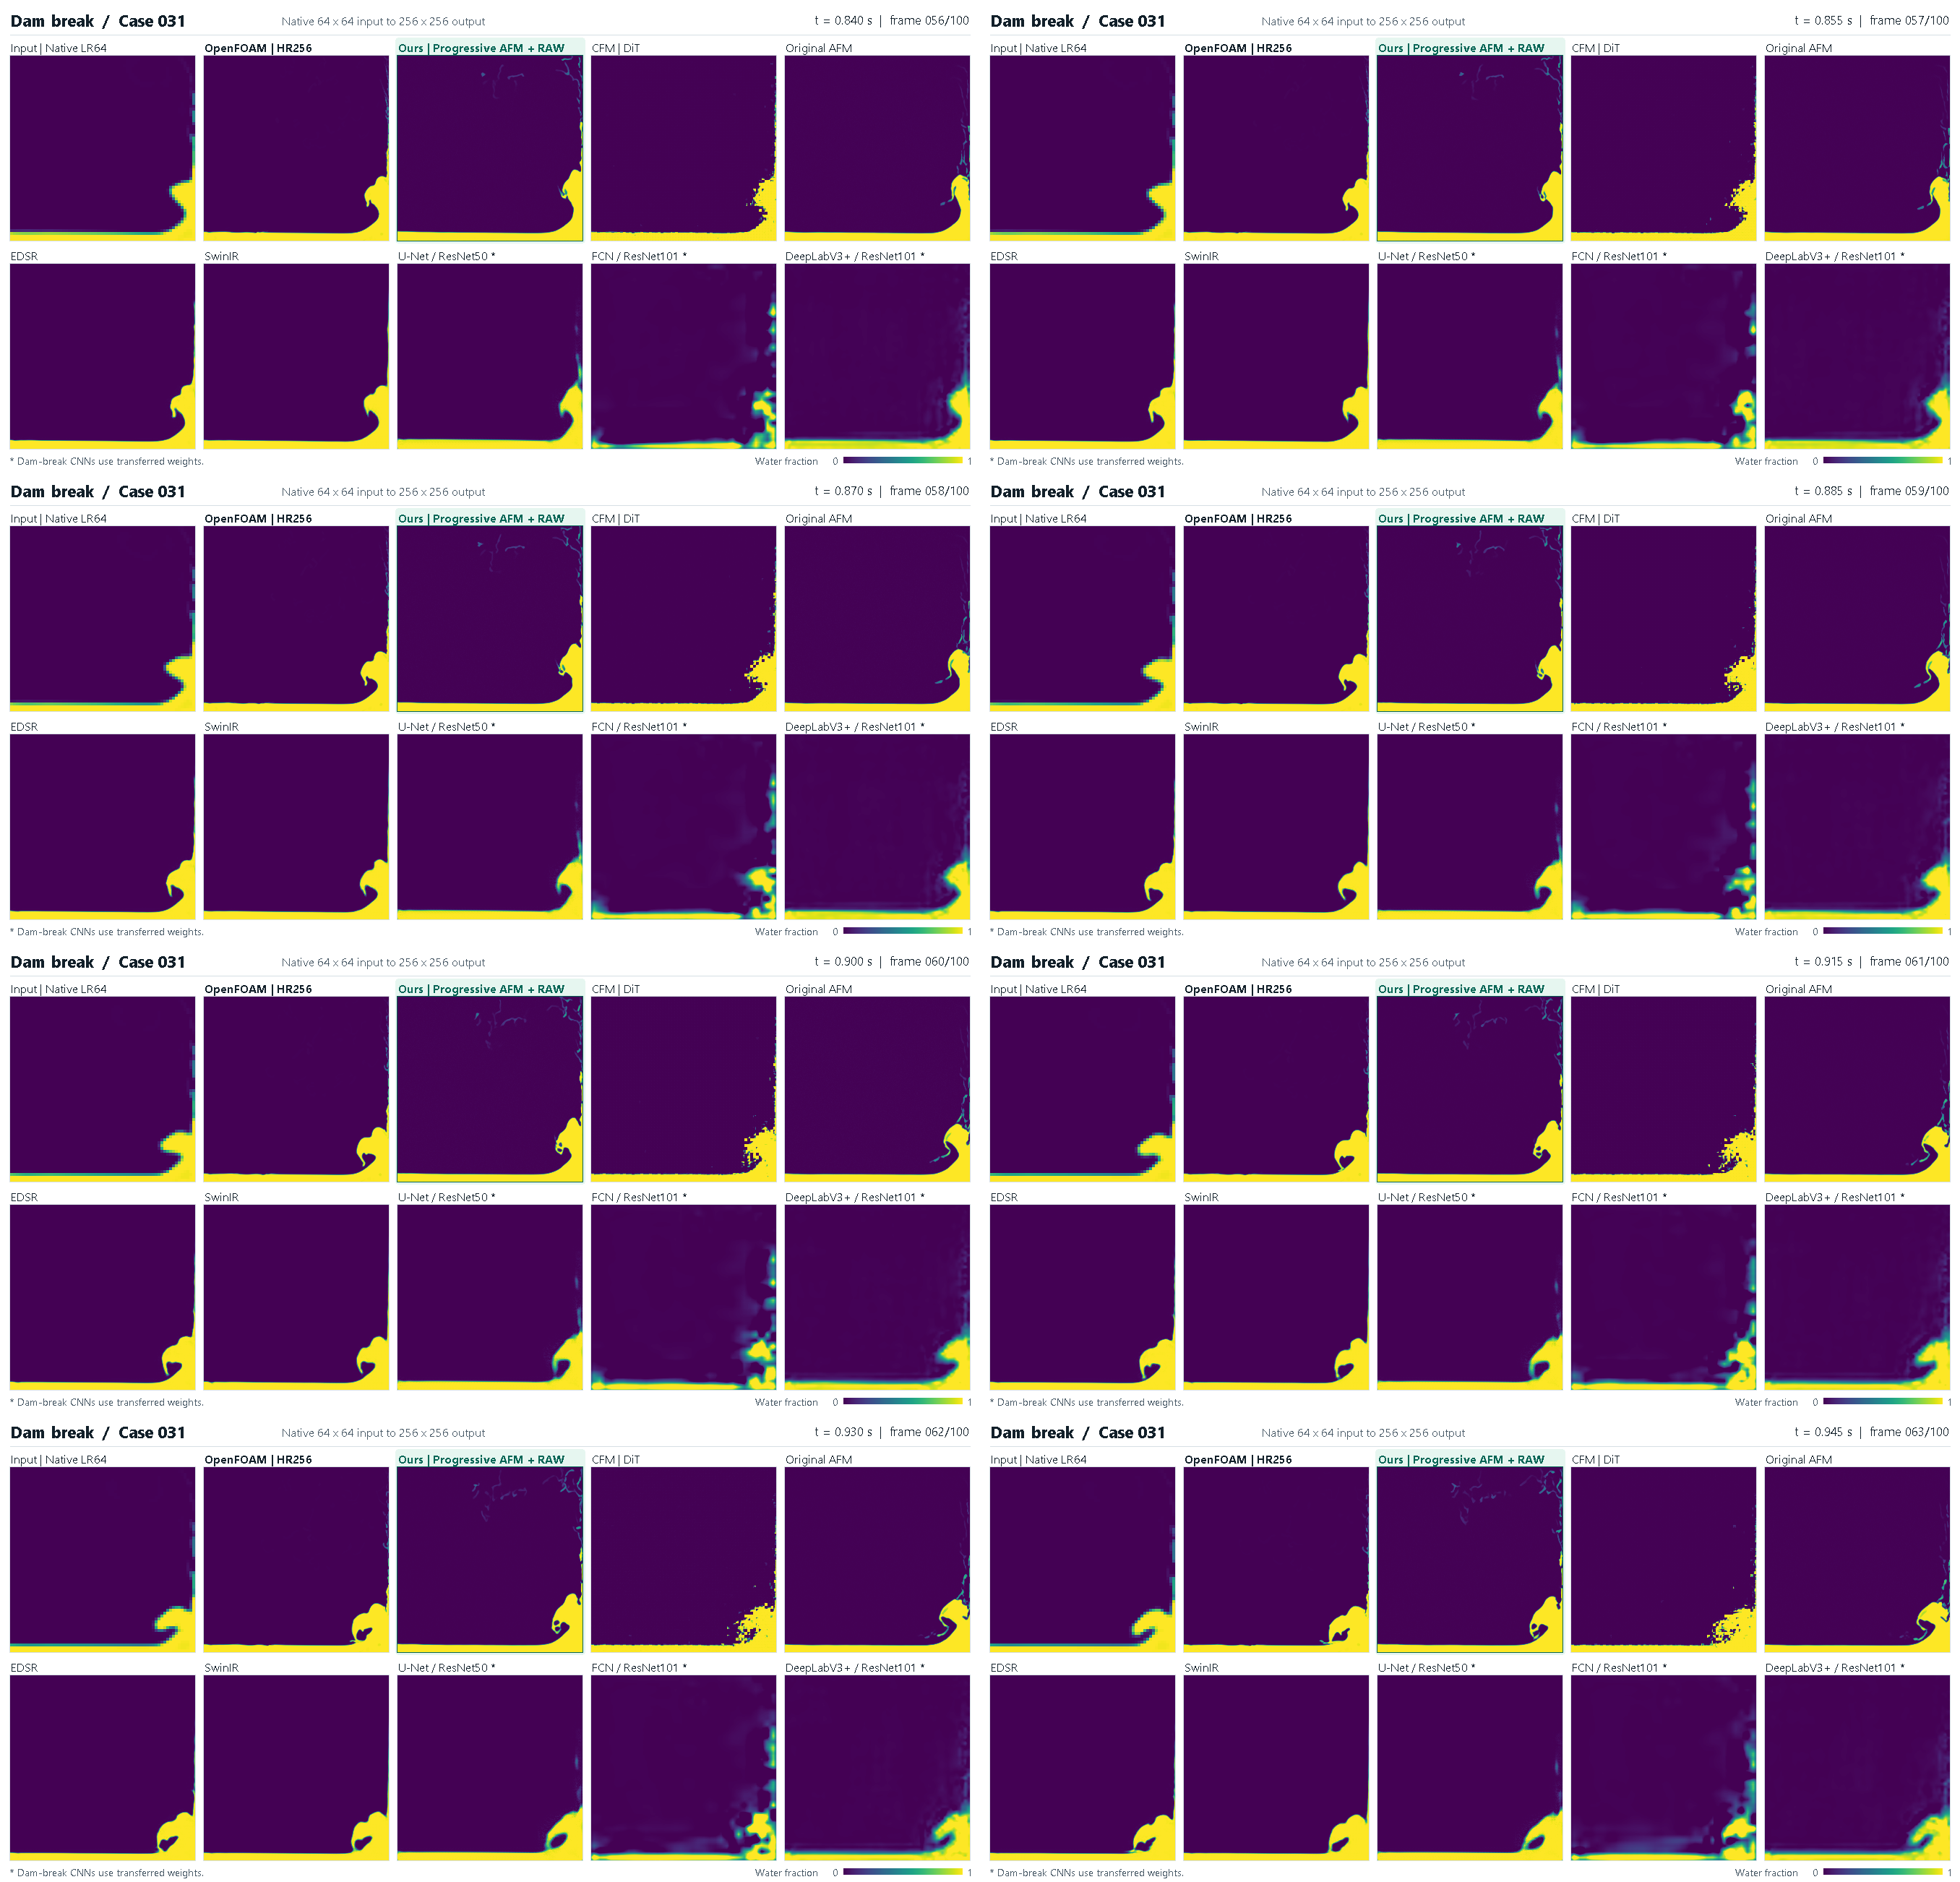 Dam break / Case 031 Native 64 x 64 input to 256 x 256 output t = 0.840 s | frame 056/100
Input | Native LR64 OpenFOAM | HR256 Ours | Progressive AFM + RAW CFM | DiT Original AFM
EDSR SwinIR U-Net / ResNet50 * FCN / ResNet101 * DeepLabV3+ / ResNet101 *
* Dam-break CNNs use transferred weights. Water fraction 0 1
Dam break / Case 031 Native 64 x 64 input to 256 x 256 output t = 0.855 s | frame 057/100
Input | Native LR64 OpenFOAM | HR256 Ours | Progressive AFM + RAW CFM | DiT Original AFM
EDSR SwinIR U-Net / ResNet50 * FCN / ResNet101 * DeepLabV3+ / ResNet101 *
* Dam-break CNNs use transferred weights. Water fraction 0 1
Dam break / Case 031 Native 64 x 64 input to 256 x 256 output t = 0.870 s | frame 058/100
Input | Native LR64 OpenFOAM | HR256 Ours | Progressive AFM + RAW CFM | DiT Original AFM
EDSR SwinIR U-Net / ResNet50 * FCN / ResNet101 * DeepLabV3+ / ResNet101 *
* Dam-break CNNs use transferred weights. Water fraction 0 1
Dam break / Case 031 Native 64 x 64 input to 256 x 256 output t = 0.885 s | frame 059/100
Input | Native LR64 OpenFOAM | HR256 Ours | Progressive AFM + RAW CFM | DiT Original AFM
EDSR SwinIR U-Net / ResNet50 * FCN / ResNet101 * DeepLabV3+ / ResNet101 *
* Dam-break CNNs use transferred weights. Water fraction 0 1
Dam break / Case 031 Native 64 x 64 input to 256 x 256 output t = 0.900 s | frame 060/100
Input | Native LR64 OpenFOAM | HR256 Ours | Progressive AFM + RAW CFM | DiT Original AFM
EDSR SwinIR U-Net / ResNet50 * FCN / ResNet101 * DeepLabV3+ / ResNet101 *
* Dam-break CNNs use transferred weights. Water fraction 0 1
Dam break / Case 031 Native 64 x 64 input to 256 x 256 output t = 0.915 s | frame 061/100
Input | Native LR64 OpenFOAM | HR256 Ours | Progressive AFM + RAW CFM | DiT Original AFM
EDSR SwinIR U-Net / ResNet50 * FCN / ResNet101 * DeepLabV3+ / ResNet101 *
* Dam-break CNNs use transferred weights. Water fraction 0 1
Dam break / Case 031 Native 64 x 64 input to 256 x 256 output t = 0.930 s | frame 062/100
Input | Native LR64 OpenFOAM | HR256 Ours | Progressive AFM + RAW CFM | DiT Original AFM
EDSR SwinIR U-Net / ResNet50 * FCN / ResNet101 * DeepLabV3+ / ResNet101 *
* Dam-break CNNs use transferred weights. Water fraction 0 1
Dam break / Case 031 Native 64 x 64 input to 256 x 256 output t = 0.945 s | frame 063/100
Input | Native LR64 OpenFOAM | HR256 Ours | Progressive AFM + RAW CFM | DiT Original AFM
EDSR SwinIR U-Net / ResNet50 * FCN / ResNet101 * DeepLabV3+ / ResNet101 *
* Dam-break CNNs use transferred weights. Water fraction 0 1